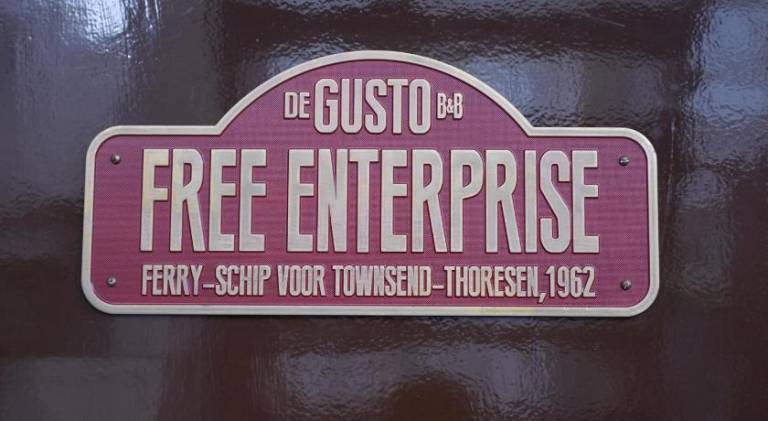 DE GUSTO B&B
FREE ENTERPRISE
FERRY-SCHIP VOOR TOWNSEND-THORESEN, 1962